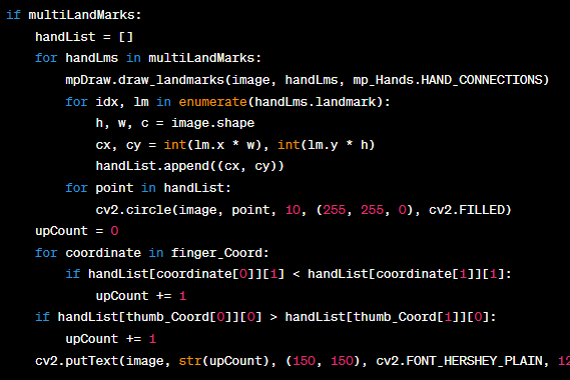 if multiLandMarks:
handList = []
for handLms in multiLandMarks:
mpDraw.draw_landmarks(image, handLms, mp_Hands.HAND_CONNECTIONS)
for idx, lm in enumerate(handLms.landmark):
h, w, c = image.shape
cx, cy = int(lm.x * w), int(lm.y * h)
handList.append((cx, cy))
for point in handList:
cv2.circle(image, point, 10, (255, 255, 0), cv2.FILLED)
upCount = 0
for coordinate in finger_Coord:
if handList[coordinate[0]][1] < handList[coordinate[1]][1]:
upCount += 1
if handList[thumb_Coord[0]][0] > handList[thumb_Coord[1]][0]:
upCount += 1
cv2.putText(image, str(upCount), (150, 150), cv2.FONT_HERSHEY_PLAIN, 12